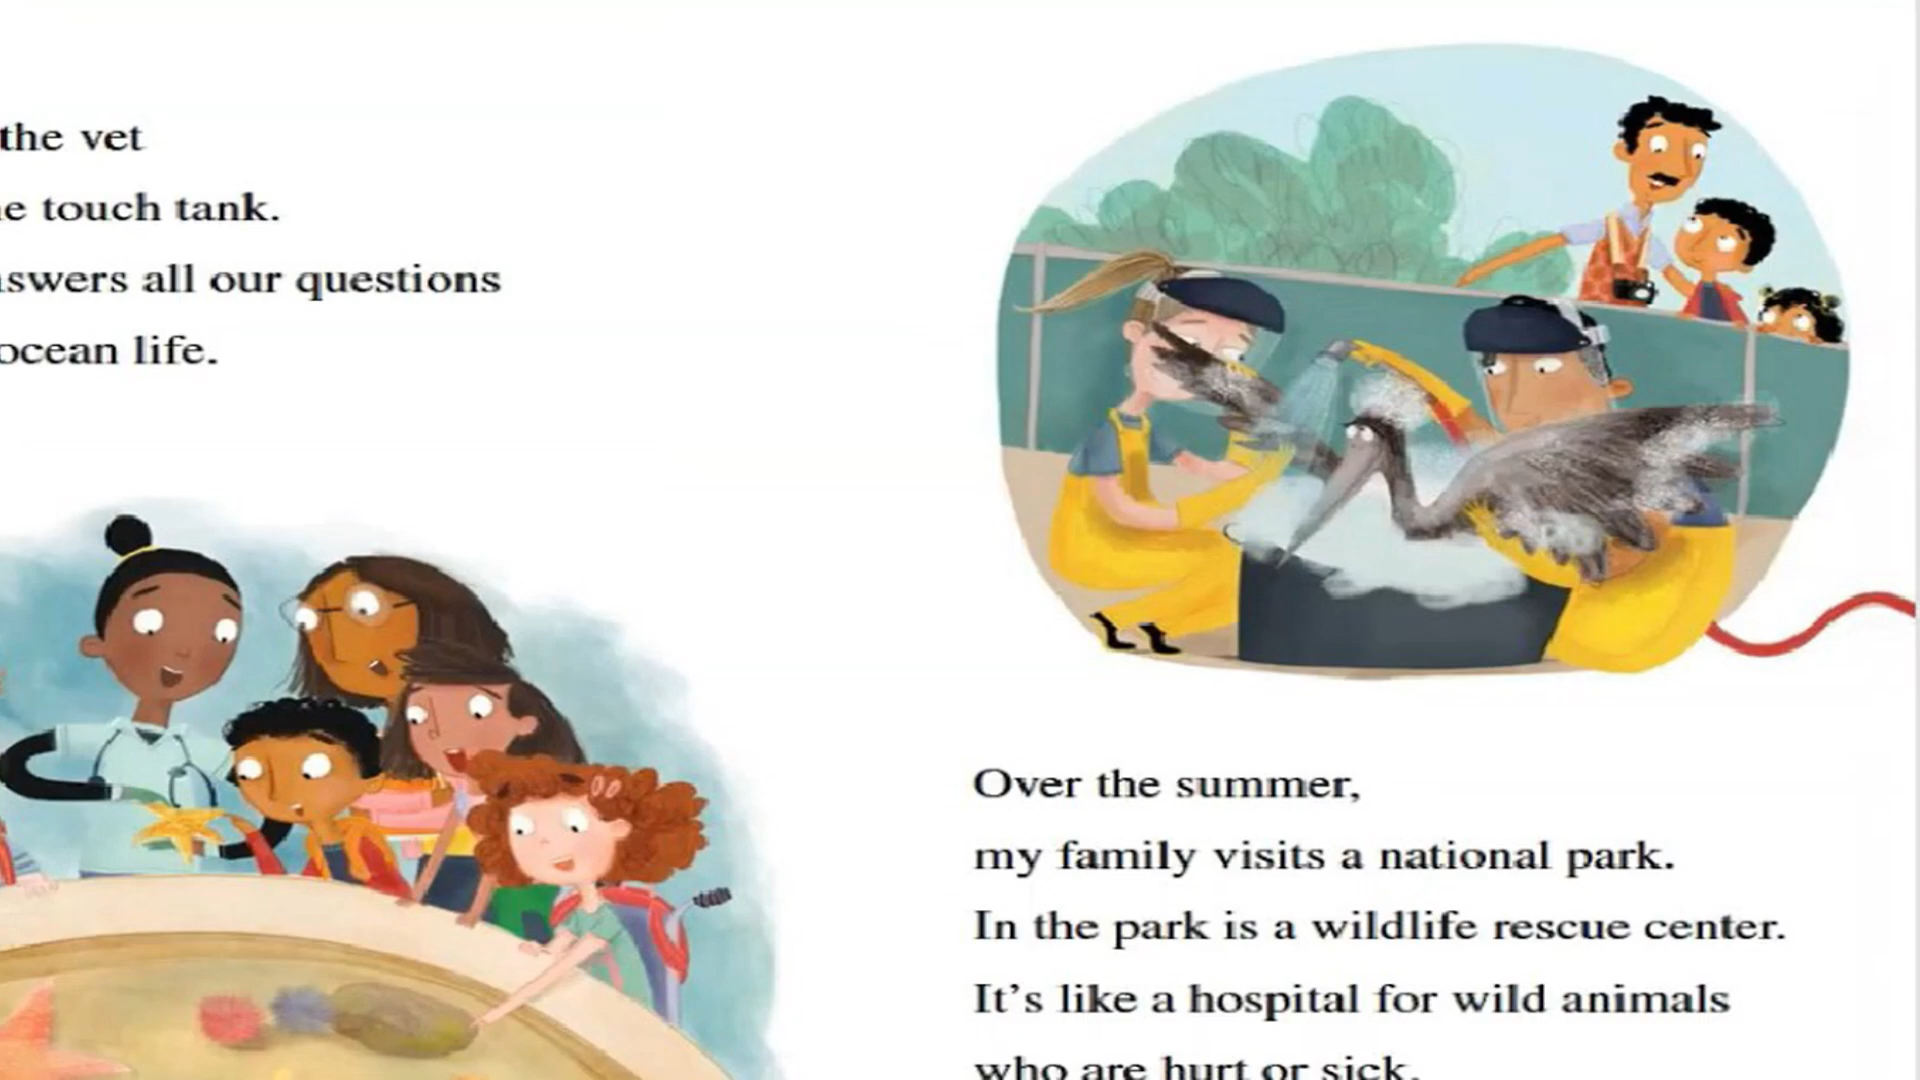 the vet
touch tank.
all our questions
ocean life.
Over the summer,
my family visits a national park.
In the park is a wildlife rescue center.
It's like a hospital for wild animals
who are hurt or sick.